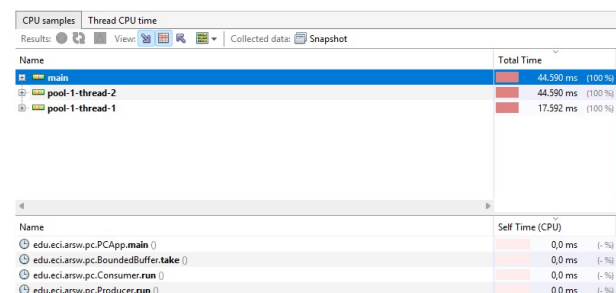 CPU samples Thread CPU time
Results: View: Collected data: Snapshot
Name Total Time
main 44.590 ms (100 %)
pool-1-thread-2 44.590 ms (100 %)
pool-1-thread-1 17.592 ms (100 %)
Name Self Time (CPU)
edu.eci.arsw.pc.PCApp.main () 0,0 ms (- %)
edu.eci.arsw.pc.BoundedBuffer.take () 0,0 ms (- %)
edu.eci.arsw.pc.Consumer.run () 0,0 ms (- %)
edu.eci.arsw.pc.Producer.run () 0,0 ms (- %)